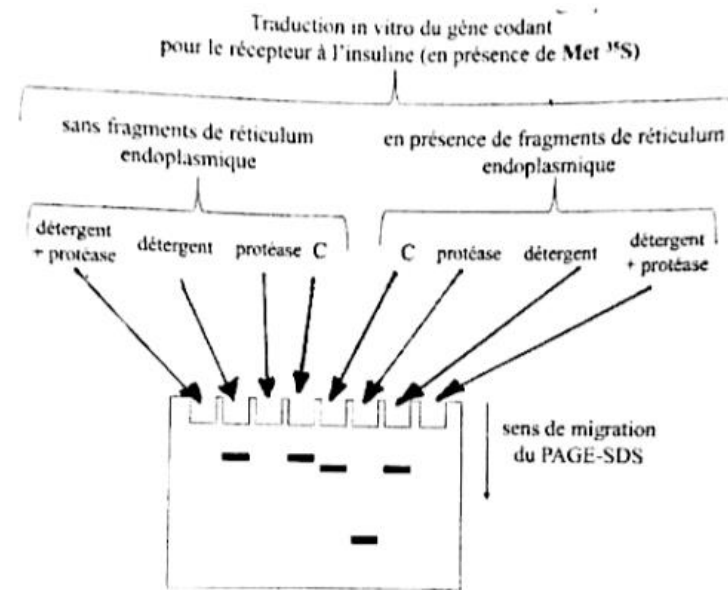 Traduction in vitro du gêne codant
pour le récepteur à l'insuline (en présence de Met ³⁵S)
sans fragments de réticulum
endoplasmique
en présence de fragments de réticulum
endoplasmique
détergent
+ protéase
détergent
protéase
C
C
protéase
détergent
détergent
+ protéase
sens de migration
du PAGE-SDS